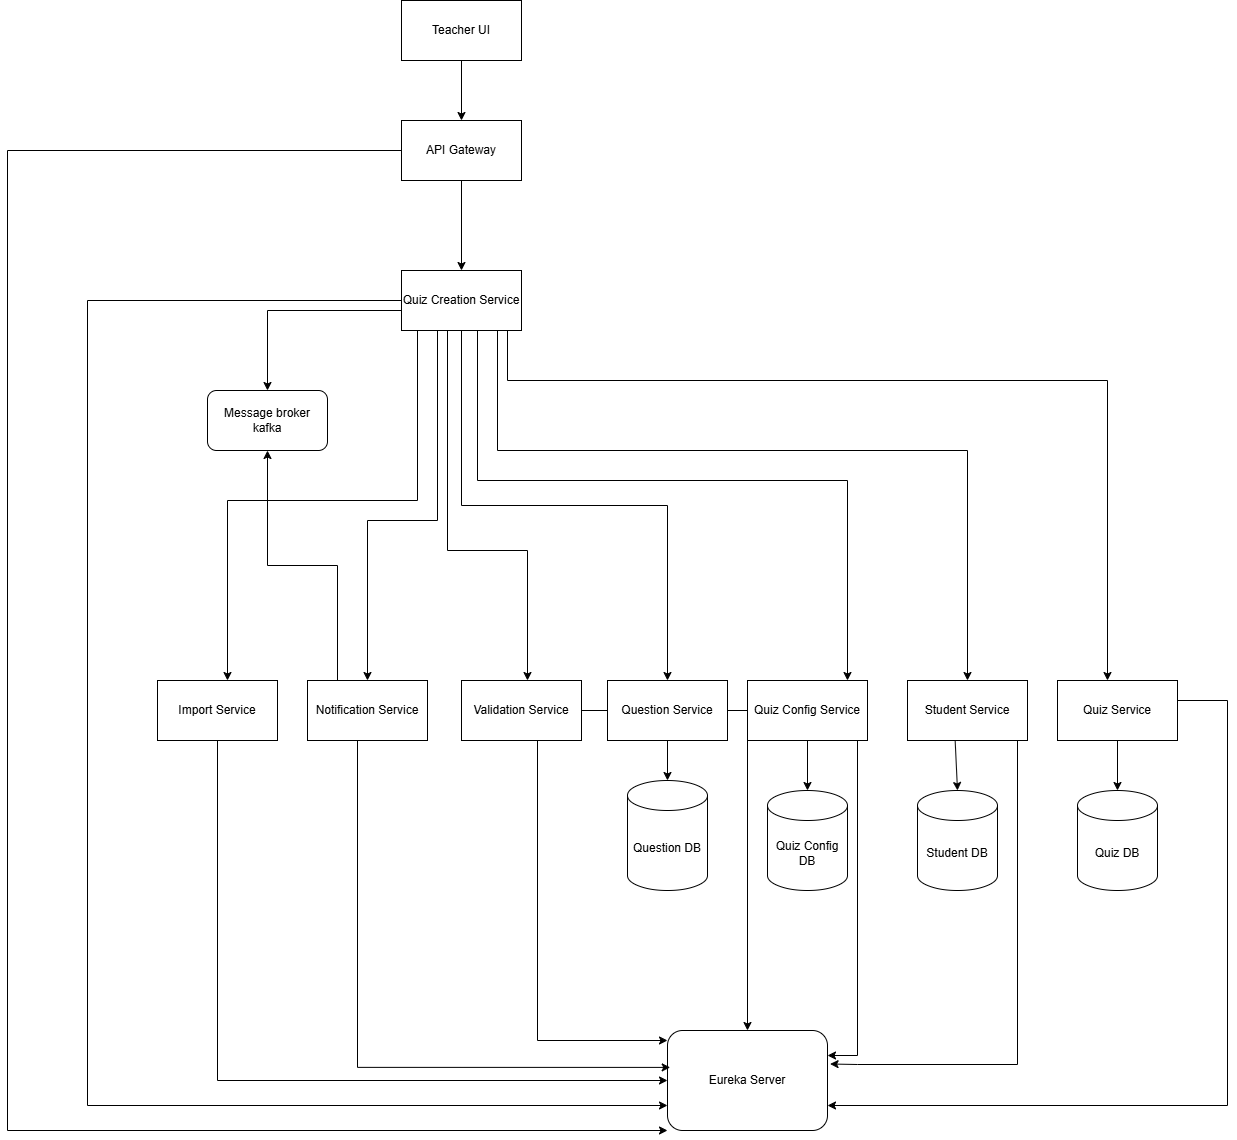 Teacher UI
API Gateway
Quiz Creation Service
Message broker
kafka
Import Service
Notification Service
Validation Service
Question Service
Quiz Config Service
Student Service
Quiz Service
Question DB
Quiz Config
DB
Student DB
Quiz DB
Eureka Server